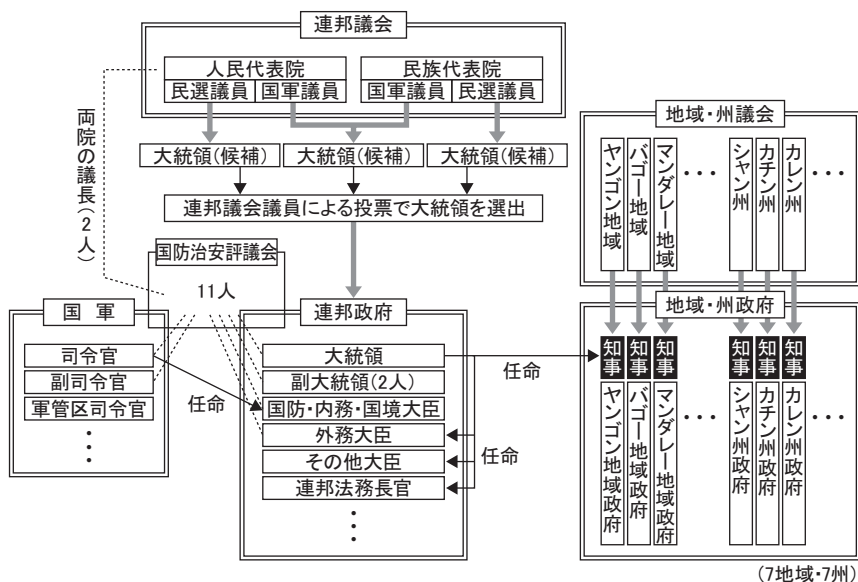 連邦議会
人民代表院
民選議員 国軍議員
民族代表院
国軍議員 民選議員
両院の議長(2人)
大統領(候補) 大統領(候補) 大統領(候補)
連邦議会議員による投票で大統領を選出
国防治安評議会
11人
国 軍
司令官
副司令官
軍管区司令官
・・・
任命
連邦政府
大統領
副大統領(2人)
国防・内務・国境大臣
外務大臣
その他大臣
連邦法務長官
・・・
任命
任命
地域・州議会
ヤンゴン地域
バゴー地域
マンダレー地域
・・・
シャン州
カチン州
カレン州
・・・
地域・州政府
知事 知事 知事 知事 知事 知事
ヤンゴン地域政府
バゴー地域政府
マンダレー地域政府
・・・
シャン州政府
カチン州政府
カレン州政府
・・・
(7地域・7州)